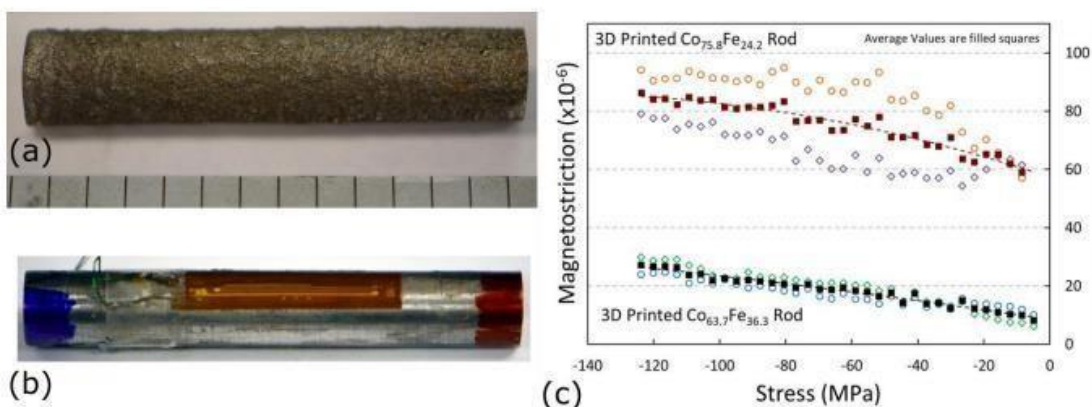 (a)
(b)
3D Printed Co75.8Fe24.2 Rod
Average Values are filled squares
100
80
60
40
20
0
Magnetostriction (x10-6)
3D Printed Co63.7Fe36.3 Rod
-140 -120 -100 -80 -60 -40 -20 0
Stress (MPa)
(c)